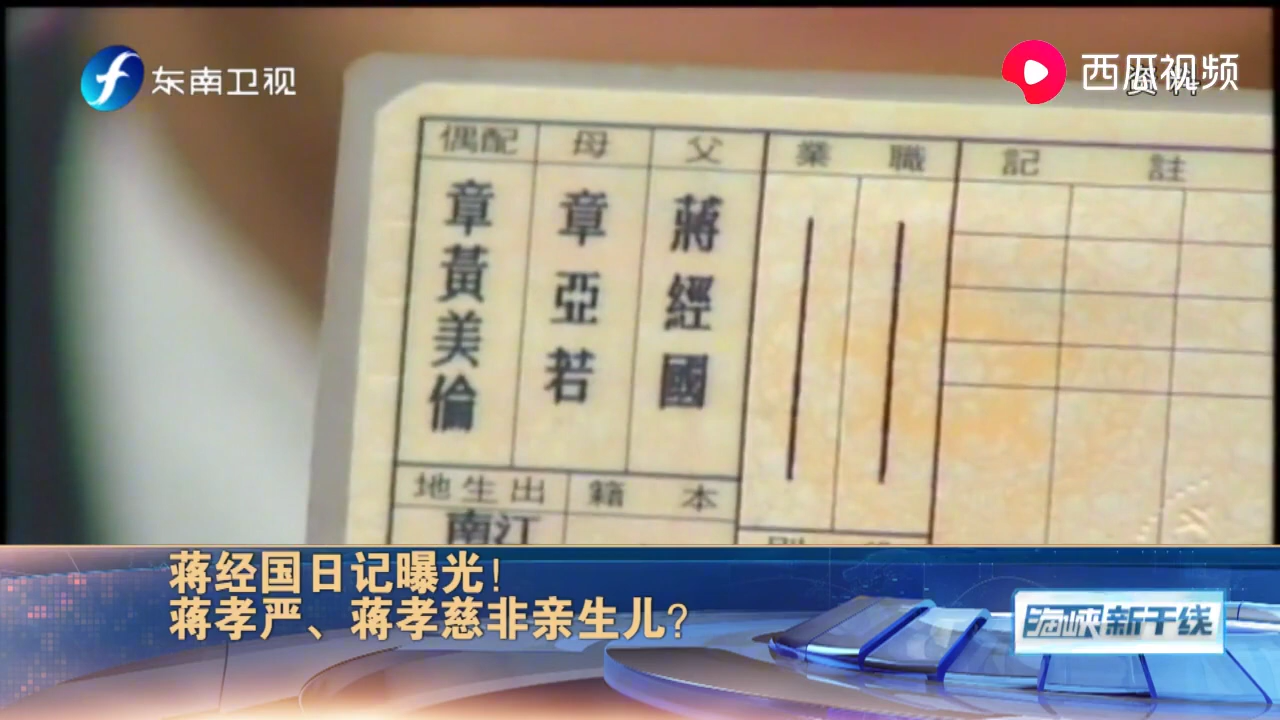 东南卫视
西瓜视频
资料
偶配
母
父
業 職
記 註
章黃美倫
章亞若
蔣經國
地生出
籍 本
南江
蒋经国日记曝光!
蒋孝严、蒋孝慈非亲生儿?
海峡新干线